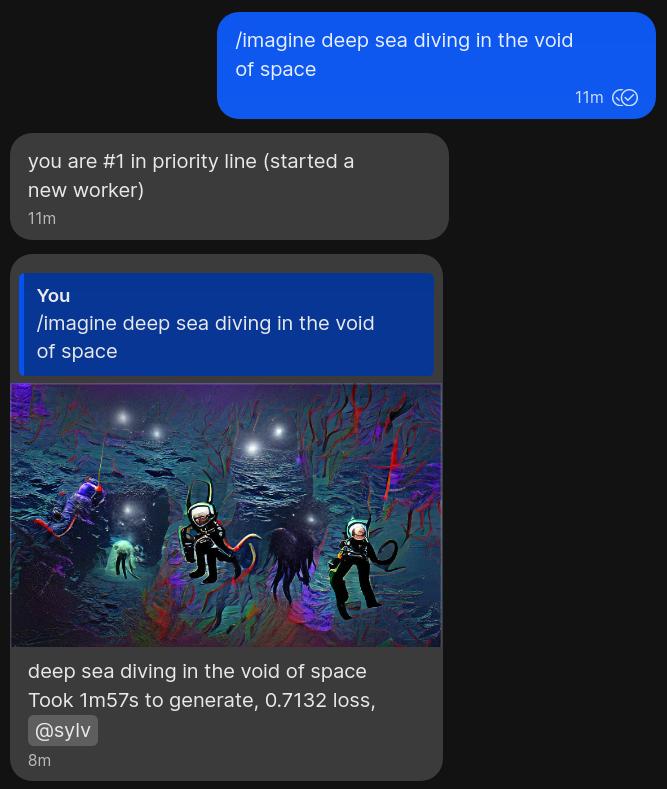 /imagine deep sea diving in the void
of space
11m
you are #1 in priority line (started a
new worker)
11m
You
/imagine deep sea diving in the void
of space
deep sea diving in the void of space
Took 1m57s to generate, 0.7132 loss,
@sylv
8m